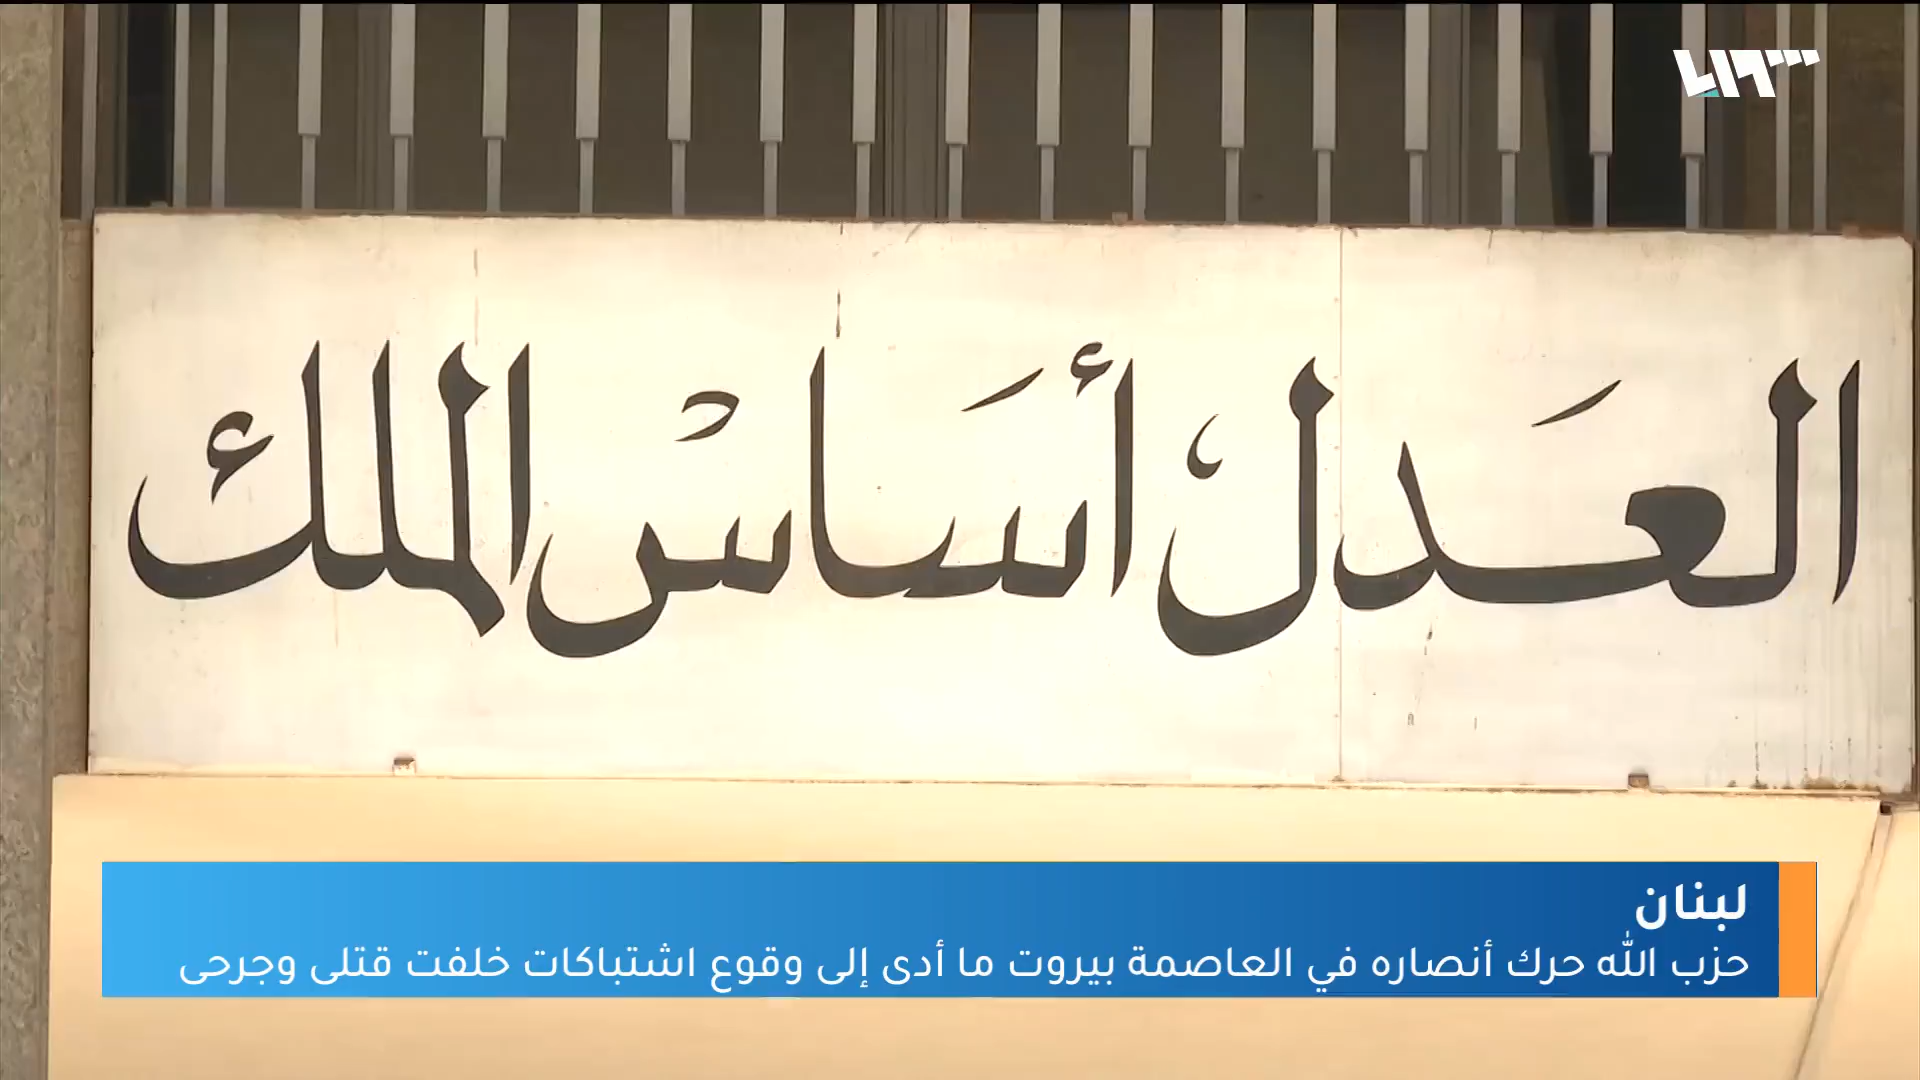 العدل أساس الملك
لبنان
حزب الله حرك أنصاره في العاصمة بيروت ما أدى إلى وقوع اشتباكات خلفت قتلى وجرحى